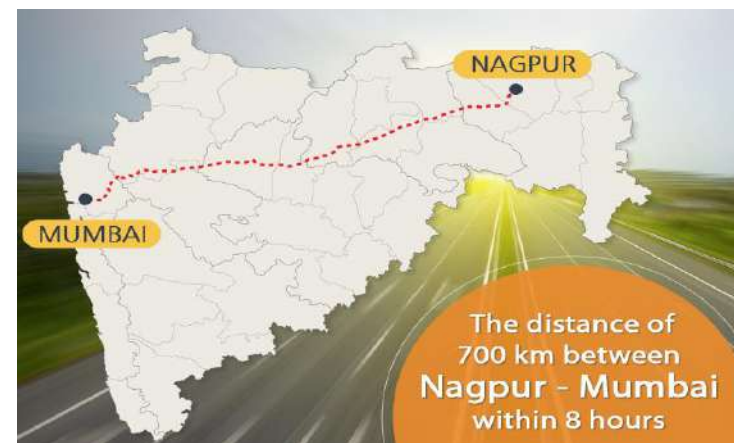 NAGPUR
MUMBAI
The distance of
700 km between
Nagpur - Mumbai
within 8 hours